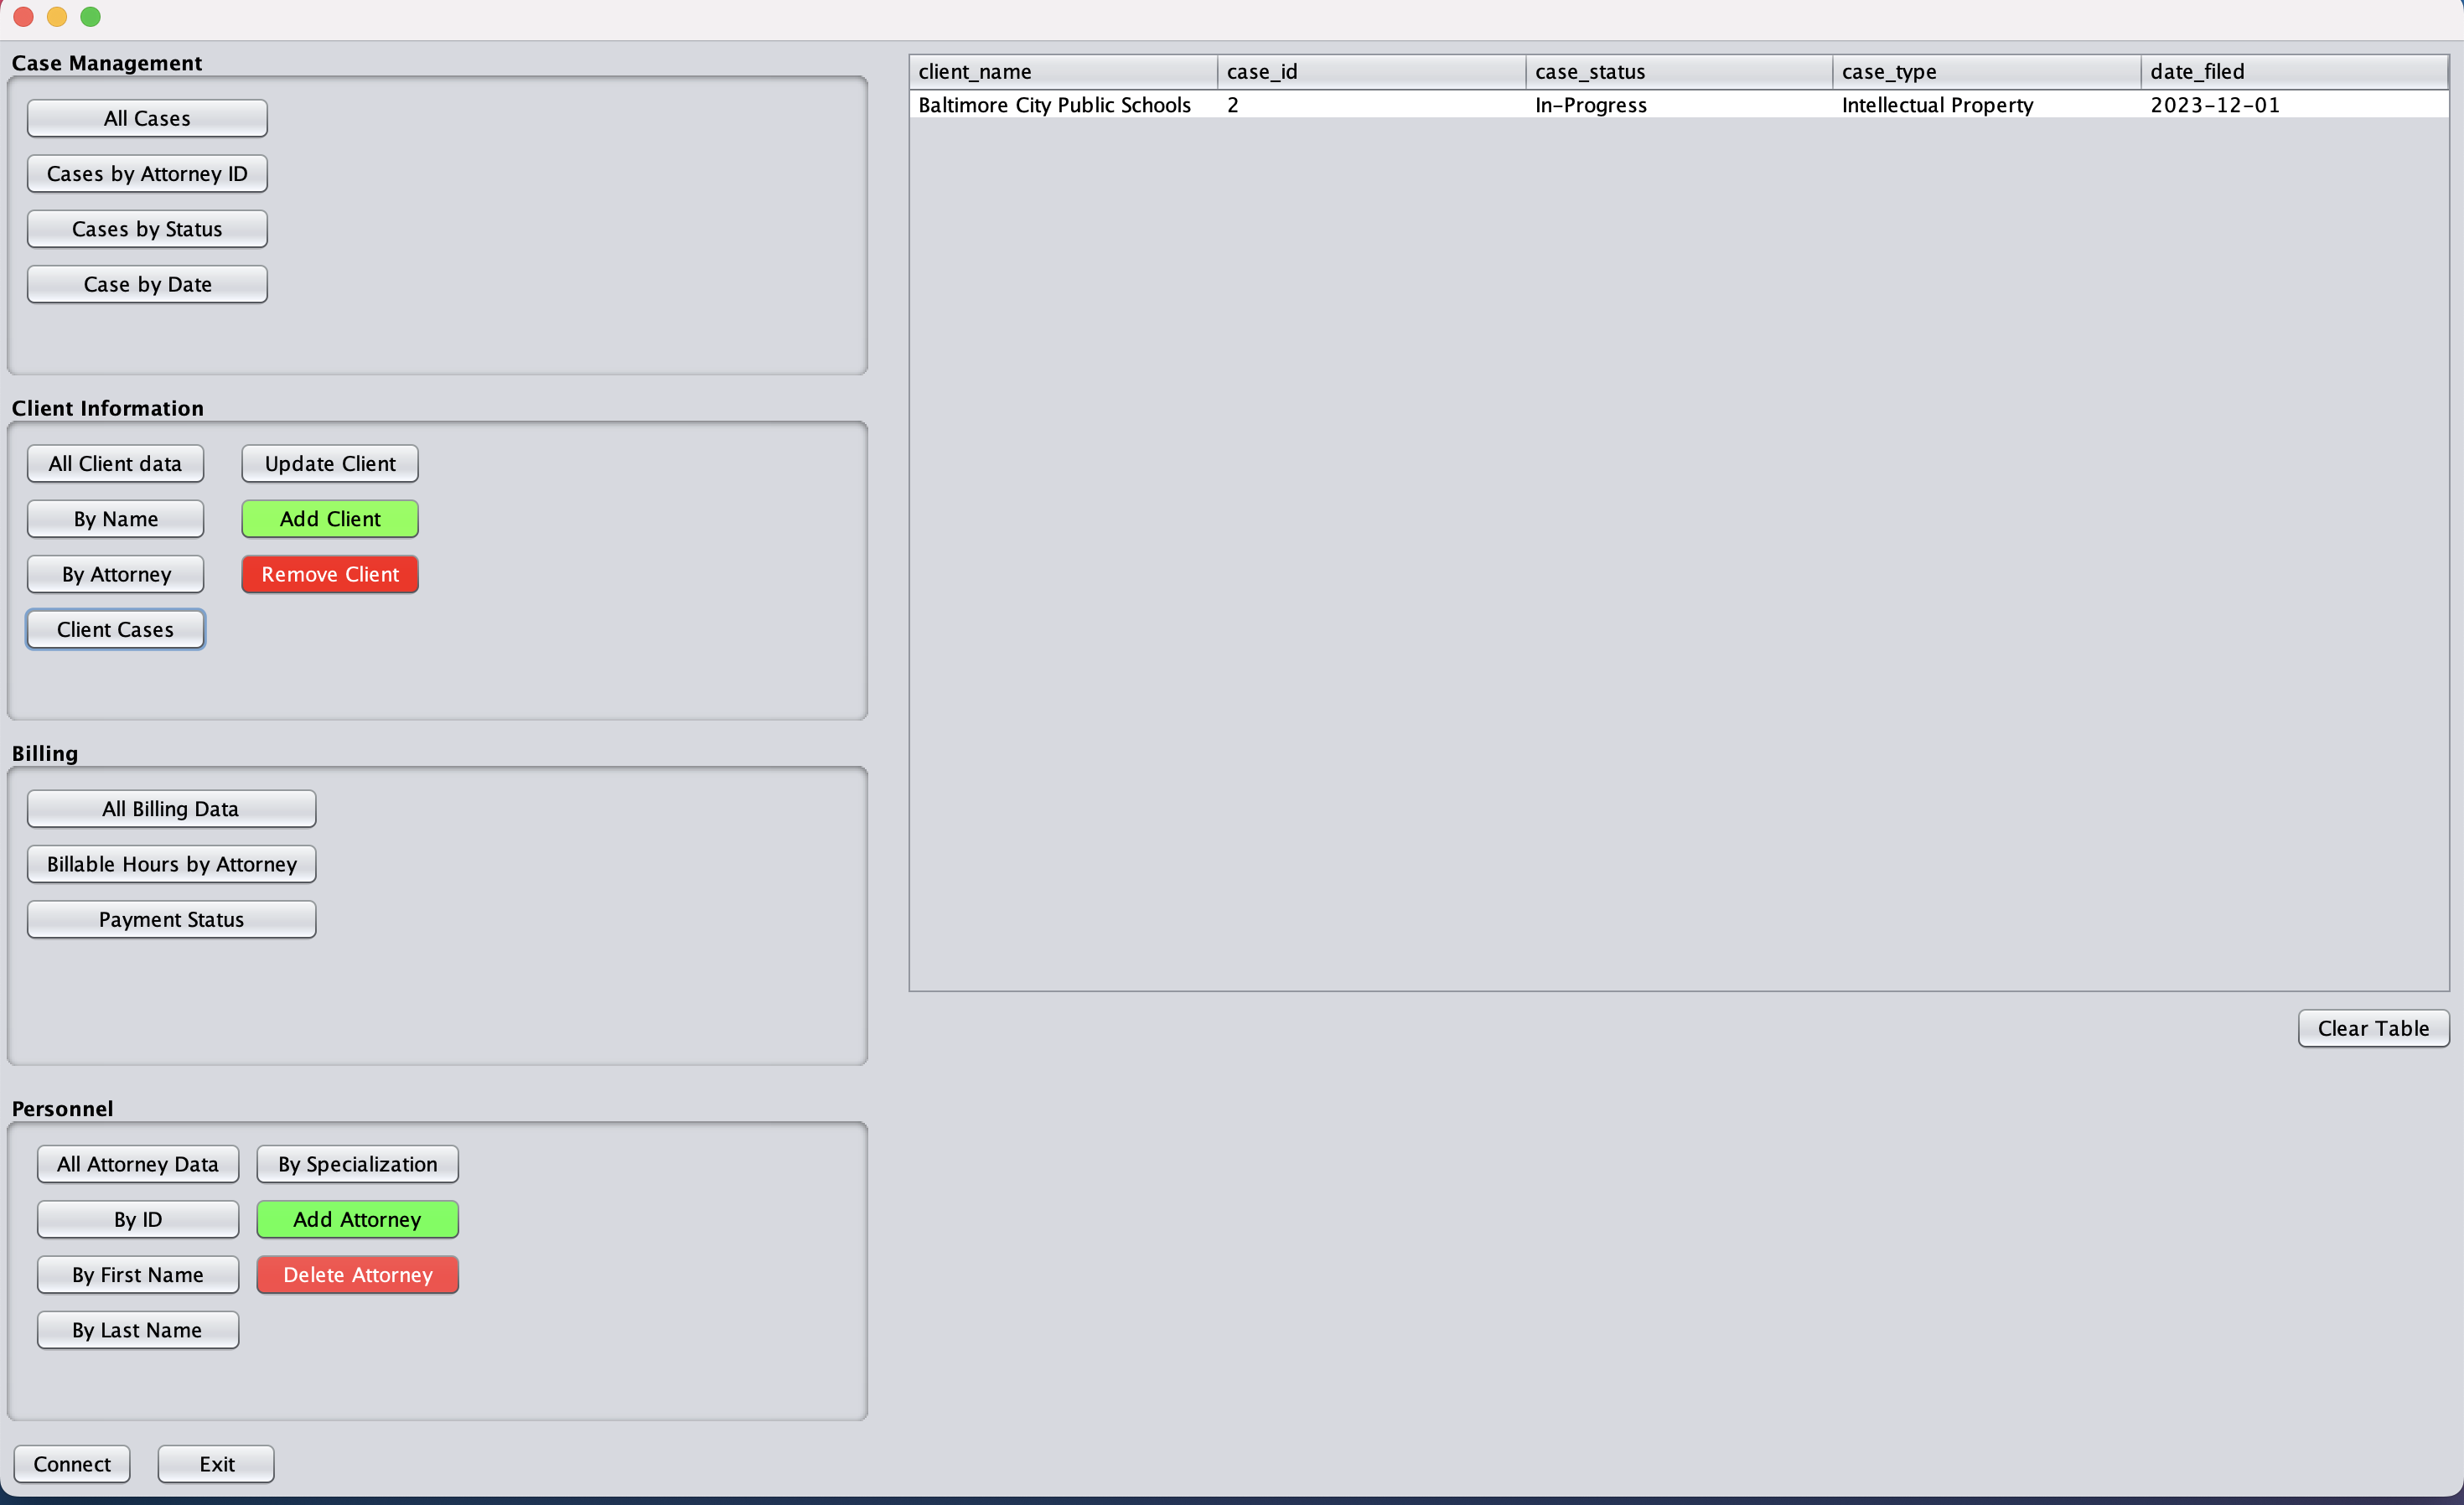 Case Management
All Cases
Cases by Attorney ID
Cases by Status
Case by Date
Client Information
All Client data
Update Client
By Name
Add Client
By Attorney
Remove Client
Client Cases
Billing
All Billing Data
Billable Hours by Attorney
Payment Status
Personnel
All Attorney Data
By Specialization
By ID
Add Attorney
By First Name
Delete Attorney
By Last Name
Connect
Exit
client_name case_id case_status case_type date_filed
Baltimore City Public Schools 2 In-Progress Intellectual Property 2023-12-01
Clear Table